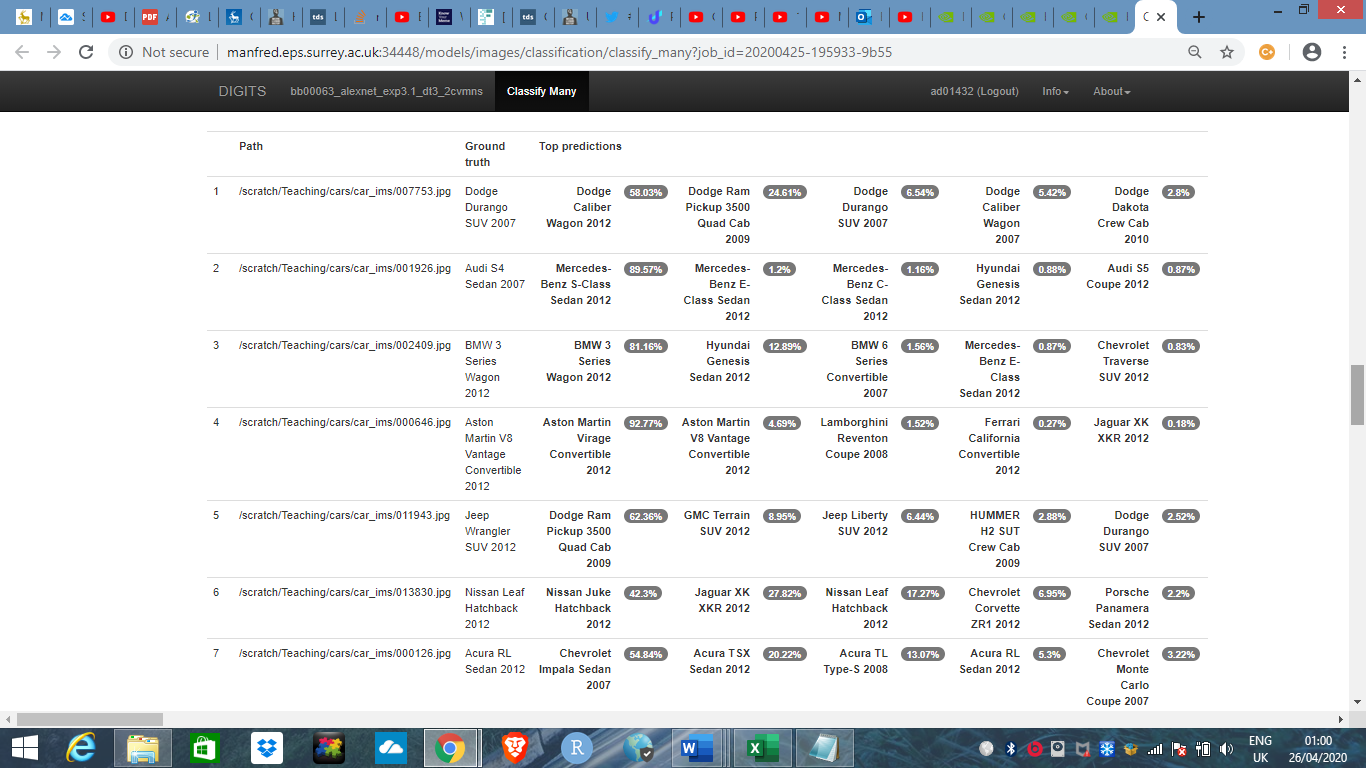 Not secure | manfred.eps.surrey.ac.uk:34448/models/images/classification/classify_many?job_id=20200425-195933-9b55
DIGITS bb00063_alexnet_exp3.1_dt3_2cvmns Classify Many ad01432 (Logout) Info About
Path Ground Top predictions
truth
1 /scratch/Teaching/cars/car_ims/007753.jpg Dodge Dodge 58.03% Dodge Ram 24.61% Dodge 6.54% Dodge 5.42% Dodge 2.8%
Durango Caliber Pickup 3500 Durango Caliber Dakota
SUV 2007 Wagon 2012 Quad Cab SUV 2007 Wagon Crew Cab
2009 2007 2010
2 /scratch/Teaching/cars/car_ims/001926.jpg Audi S4 Mercedes- 89.57% Mercedes- 1.2% Mercedes- 1.16% Hyundai 0.88% Audi S5 0.87%
Sedan 2007 Benz S-Class Benz E- Benz C- Genesis Coupe 2012
Sedan 2012 Class Sedan Class Sedan Sedan 2012
2012 2012
3 /scratch/Teaching/cars/car_ims/002409.jpg BMW 3 BMW 3 81.16% Hyundai 12.89% BMW 6 1.56% Mercedes- 0.87% Chevrolet 0.83%
Series Series Genesis Series Benz E- Traverse
Wagon Wagon 2012 Sedan 2012 Convertible Class SUV 2012
2012 2007 Sedan 2012
4 /scratch/Teaching/cars/car_ims/000646.jpg Aston Aston Martin 92.77% Aston Martin 4.69% Lamborghini 1.52% Ferrari 0.27% Jaguar XK 0.18%
Martin V8 Virage V8 Vantage Reventon California XKR 2012
Vantage Convertible Convertible Coupe 2008 Convertible
Convertible 2012 2012 2012
2012
5 /scratch/Teaching/cars/car_ims/011943.jpg Jeep Dodge Ram 62.36% GMC Terrain 8.95% Jeep Liberty 6.44% HUMMER 2.88% Dodge 2.52%
Wrangler Pickup 3500 SUV 2012 SUV 2012 H2 SUT Durango
SUV 2012 Quad Cab Crew Cab SUV 2007
2009 2009
6 /scratch/Teaching/cars/car_ims/013830.jpg Nissan Leaf Nissan Juke 42.3% Jaguar XK 27.82% Nissan Leaf 17.27% Chevrolet 6.95% Porsche 2.2%
Hatchback Hatchback XKR 2012 Hatchback Corvette Panamera
2012 2012 2012 ZR1 2012 Sedan 2012
7 /scratch/Teaching/cars/car_ims/000126.jpg Acura RL Chevrolet 54.84% Acura TSX 20.22% Acura TL 13.07% Acura RL 5.3% Chevrolet 3.22%
Sedan 2012 Impala Sedan Sedan 2012 Type-S 2008 Sedan 2012 Monte
2007 Carlo
Coupe 2007
ENG 01:00
UK 26/04/2020